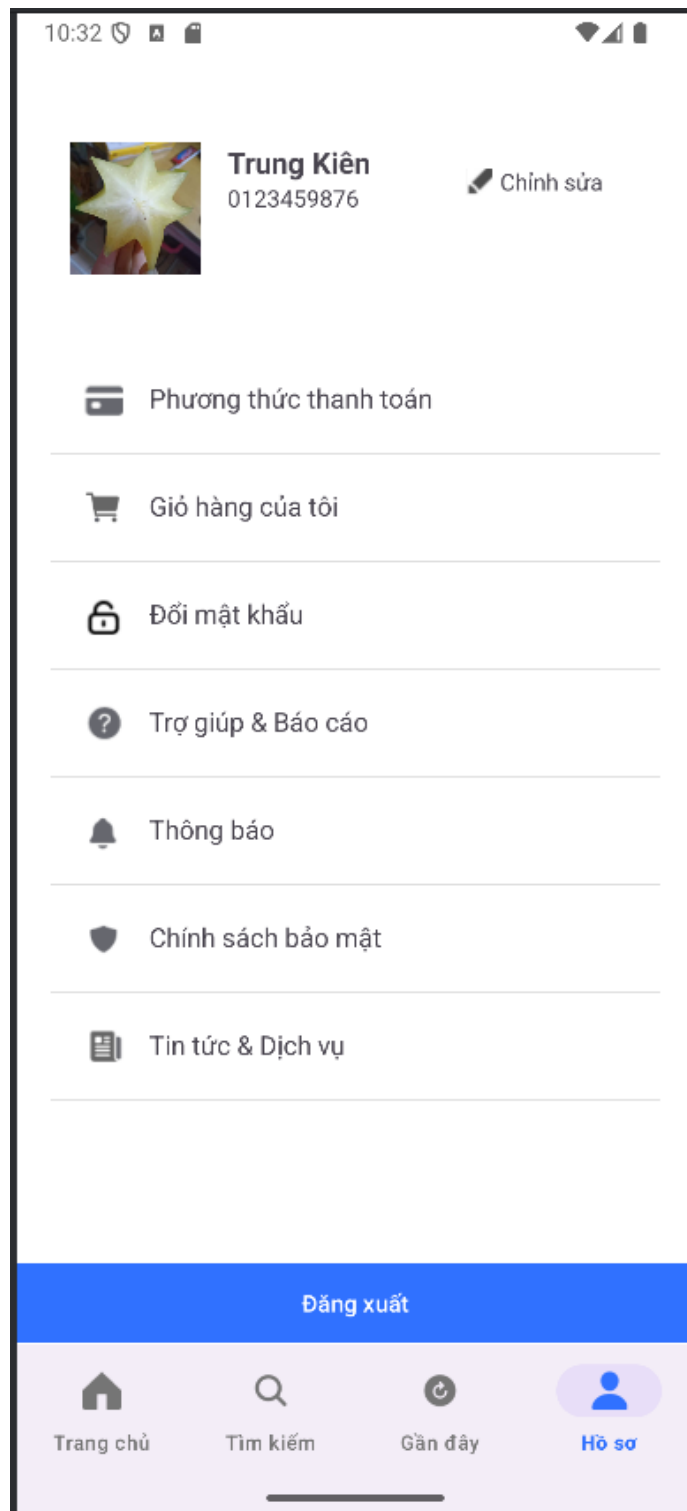 10:32
Trung Kiên
0123459876
Chỉnh sửa
Phương thức thanh toán
Giỏ hàng của tôi
Đổi mật khẩu
Trợ giúp & Báo cáo
Thông báo
Chính sách bảo mật
Tin tức & Dịch vụ
Đăng xuất
Trang chủ
Tìm kiếm
Gần đây
Hồ sơ